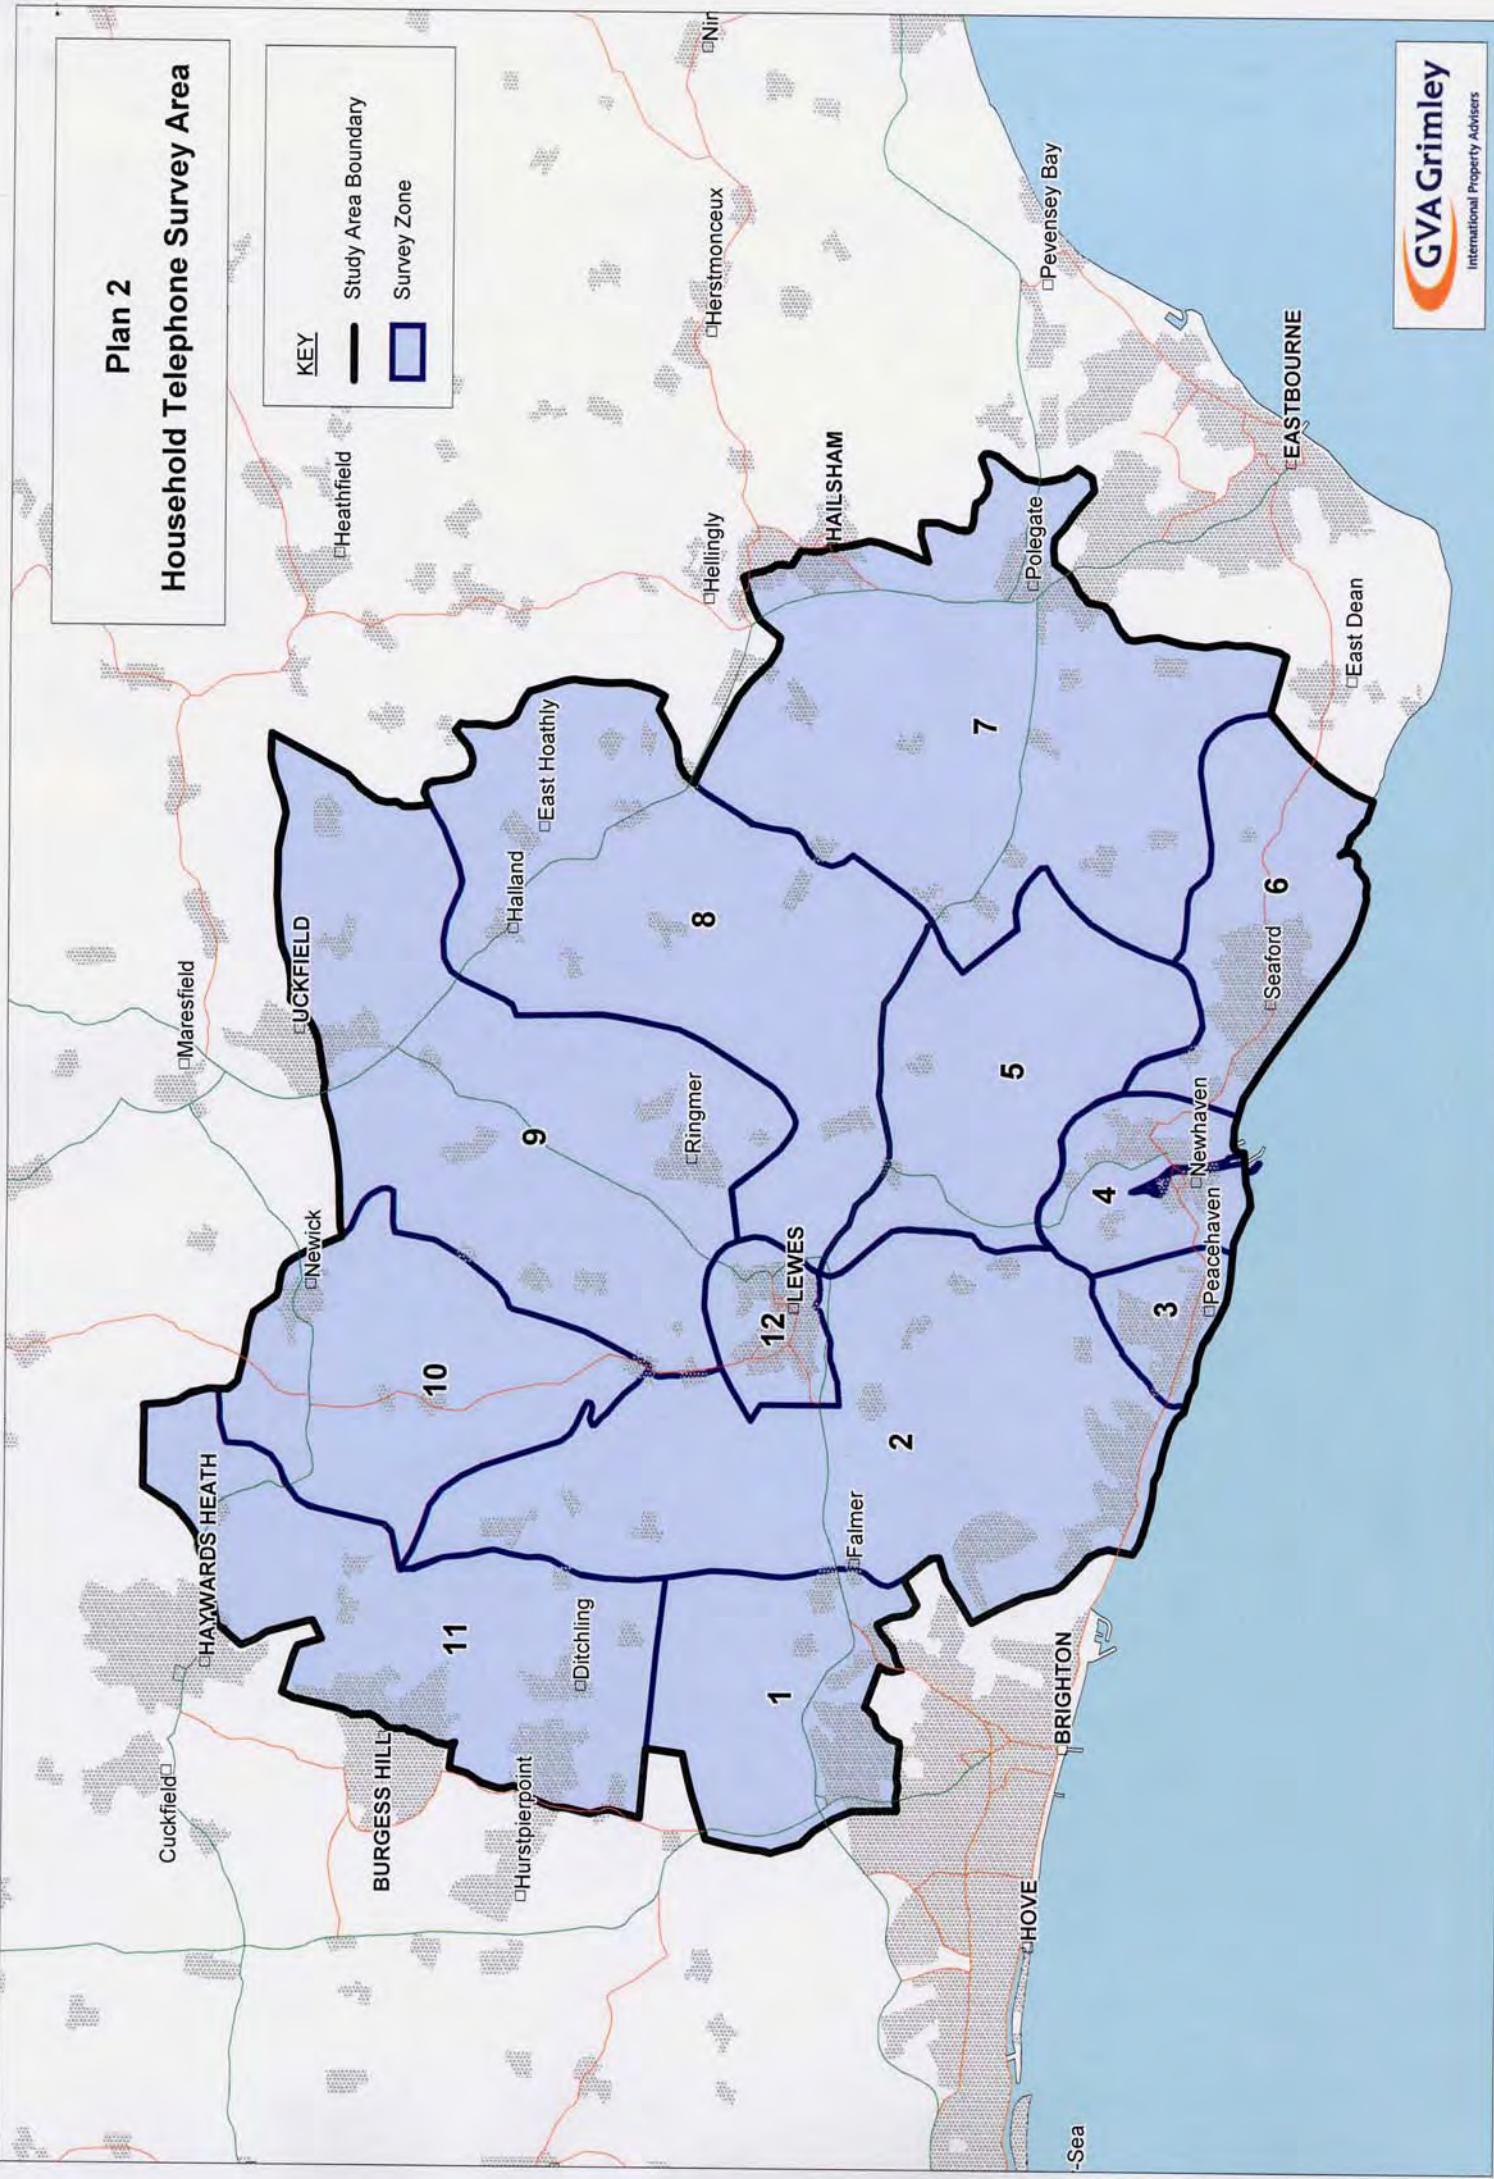 Plan 2
Household Telephone Survey Area
KEY
Study Area Boundary
Survey Zone
Nin
Heathfield
Herstmonceux
Hellingly
HAILSHAM
Pevensey Bay
Polegate
EASTBOURNE
East Dean
Maresfield
UCKFIELD
East Hoathly
Halland
Newick
Ringmer
LEWES
Cuckfield
HAYWARDS HEATH
BURGESS HILL
Hurstpierpoint
Ditchling
Falmer
Seaford
Newhaven
Peacehaven
BRIGHTON
HOVE
-Sea
1
2
3
4
5
6
7
8
9
10
11
12
GVA Grimley
International Property Advisers